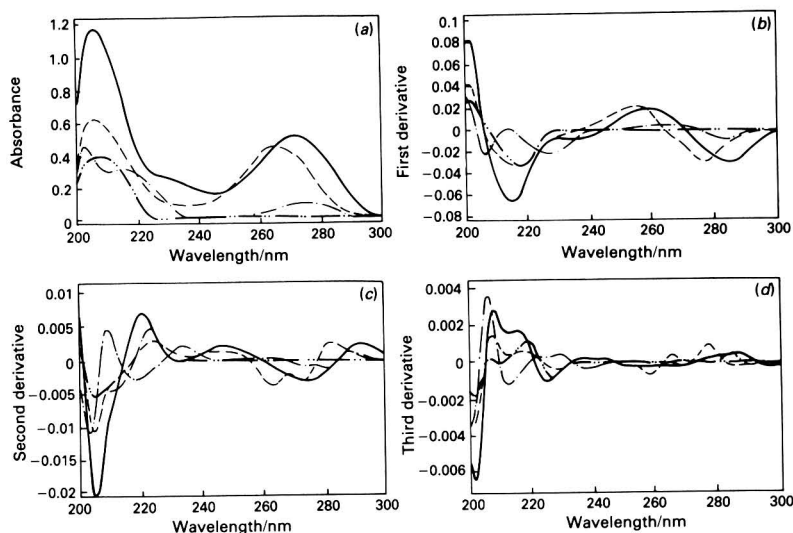 (a)
Absorbance
1.2
1.0
0.8
0.6
0.4
0.2
0
200 220 240 260 280 300
Wavelength/nm
(b)
First derivative
0.1
0.08
0.06
0.04
0.02
0
−0.02
−0.04
−0.06
−0.08
200 220 240 260 280 300
Wavelength/nm
(c)
Second derivative
0.01
0.005
0
−0.005
−0.01
−0.015
−0.02
200 220 240 260 280 300
Wavelength/nm
(d)
Third derivative
0.004
0.002
0
−0.002
−0.004
−0.006
200 220 240 260 280 300
Wavelength/nm